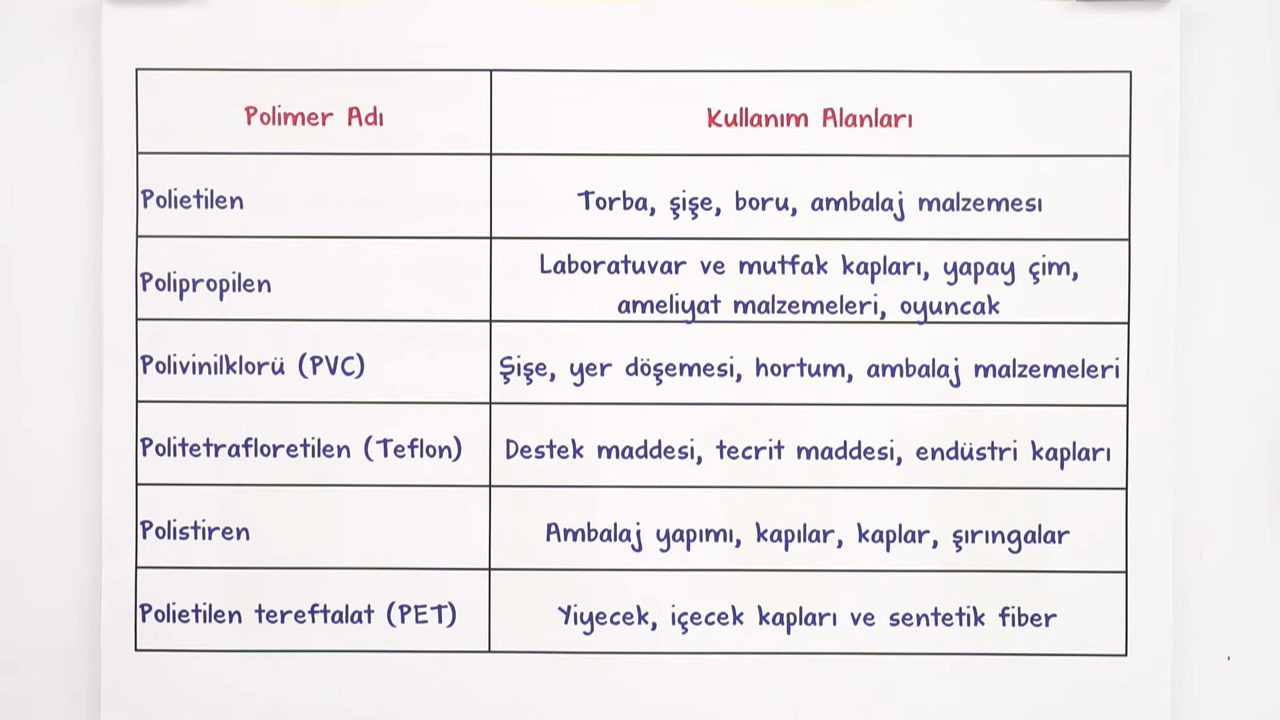 Polimer Adı
Kullanım Alanları
Polietilen
Torba, şişe, boru, ambalaj malzemesı
Polipropilen
Laboratuvar ve mutfak kapları, yapay çim,
ameliyat malzemeleri, oyuncak
Polivinilklorü (PVC)
Şişe, yer döşemesi, hortum, ambalaj malzemeleri
Politetrafloretilen (Teflon)
Destek maddesi, tecrit maddesi, endüstri kapları
Polistiren
Ambalaj yapımı, kapılar, kaplar, şırıngalar
Polietilen tereftalat (PET)
Yiyecek, içecek kapları ve sentetik fiber